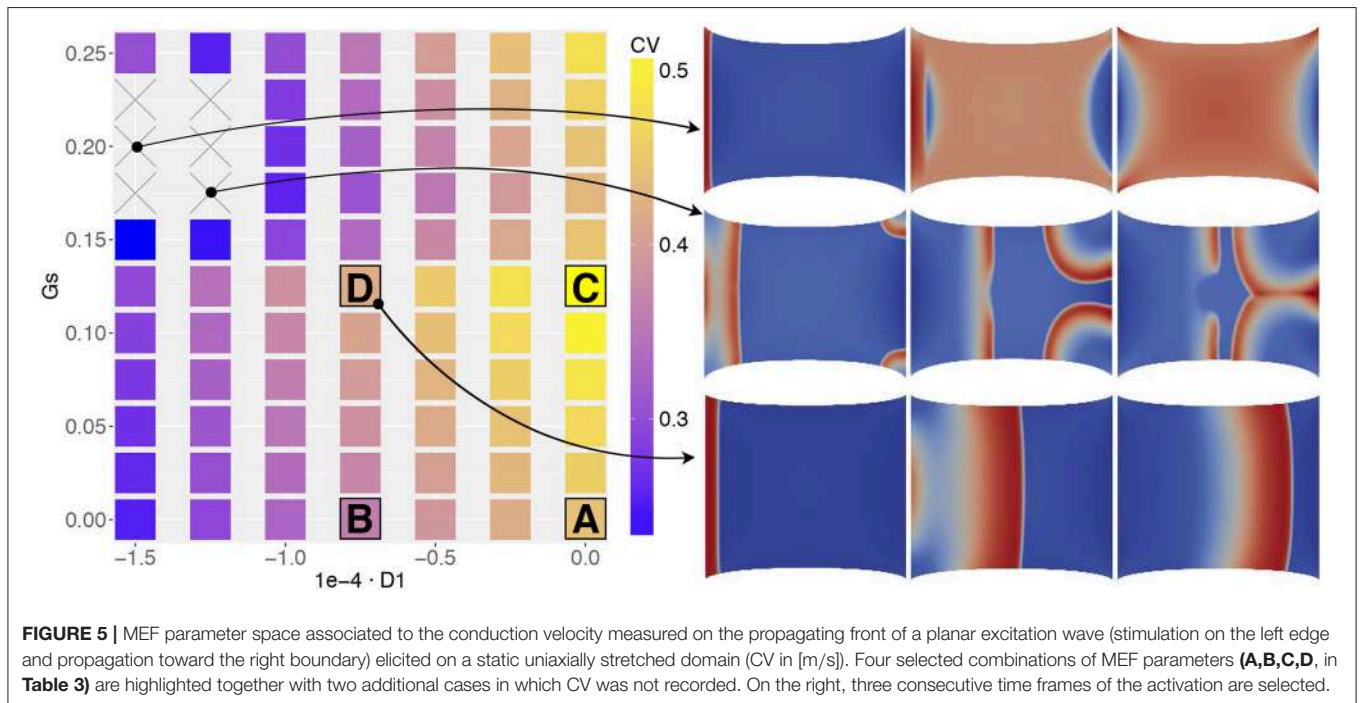 0.25
0.20
0.15
0.10
0.05
0.00
Gs
−1.5
−1.0
−0.5
0.0
1e−4 · D1
D
C
B
A
CV
0.5
0.4
0.3
FIGURE 5 | MEF parameter space associated to the conduction velocity measured on the propagating front of a planar excitation wave (stimulation on the left edge
and propagation toward the right boundary) elicited on a static uniaxially stretched domain (CV in [m/s]). Four selected combinations of MEF parameters (A,B,C,D, in
Table 3) are highlighted together with two additional cases in which CV was not recorded. On the right, three consecutive time frames of the activation are selected.